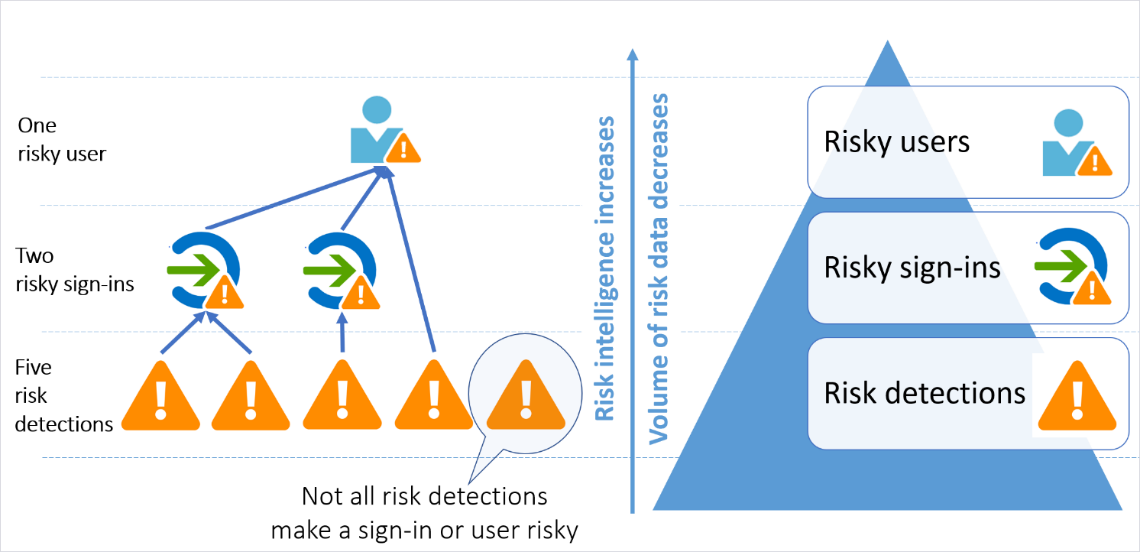 One
risky user
Two
risky sign-ins
Five
risk
detections
Not all risk detections
make a sign-in or user risky
Risk intelligence increases
Volume of risk data decreases
Risky users
Risky sign-ins
Risk detections